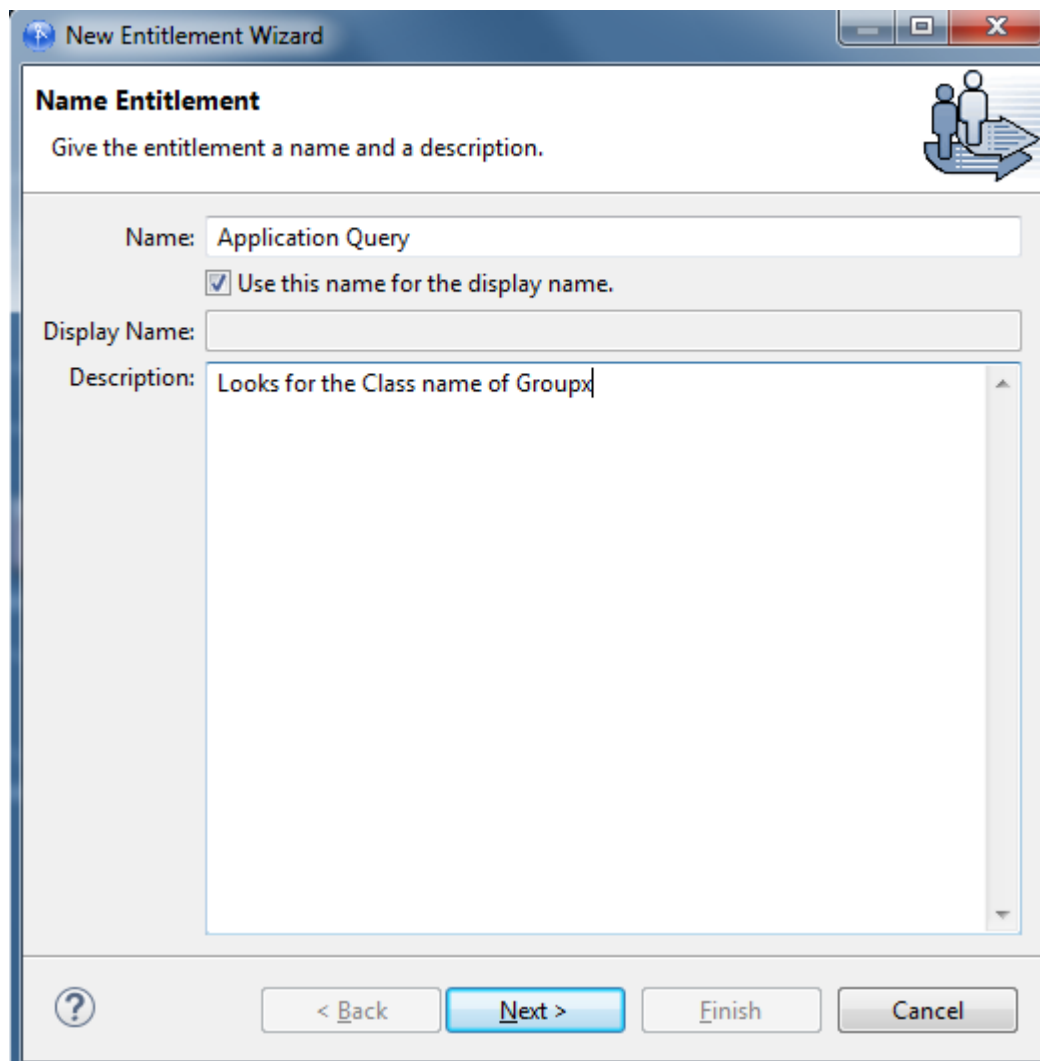 New Entitlement Wizard
Name Entitlement
Give the entitlement a name and a description.
Name: Application Query
Use this name for the display name.
Display Name:
Description: Looks for the Class name of Groupx
? < Back Next > Finish Cancel